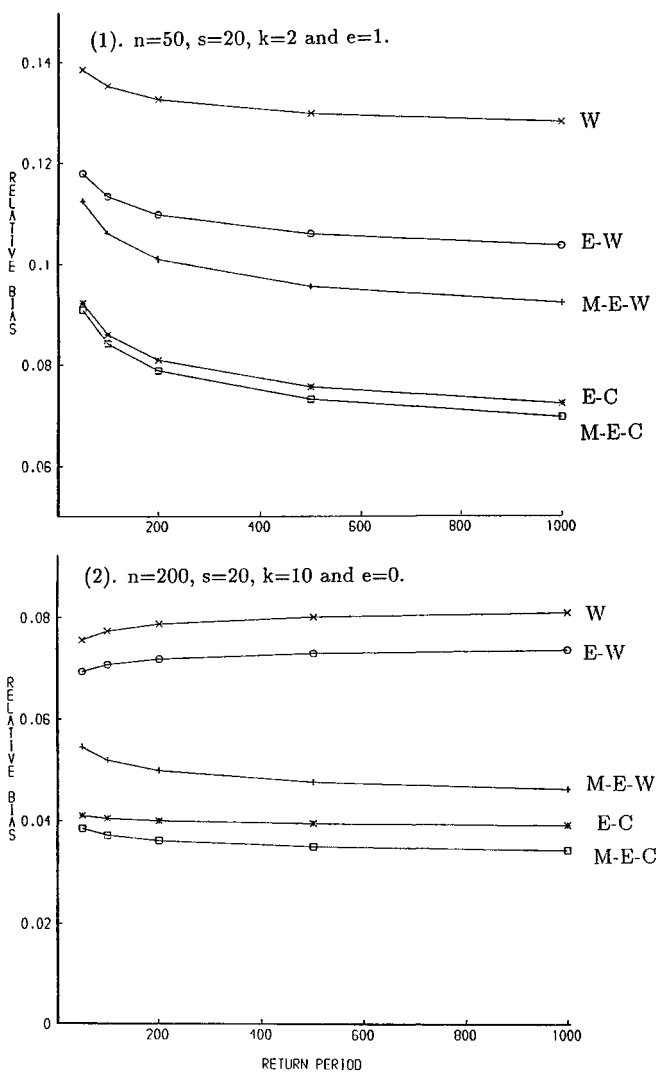 (1). n=50, s=20, k=2 and e=1.
RELATIVE BIAS
0.14
0.12
0.1
0.08
0.06
W
E-W
M-E-W
E-C
M-E-C
200
400
600
800
1000
(2). n=200, s=20, k=10 and e=0.
RELATIVE BIAS
0.08
0.06
0.04
0.02
0
W
E-W
M-E-W
E-C
M-E-C
200
400
600
800
1000
RETURN PERIOD